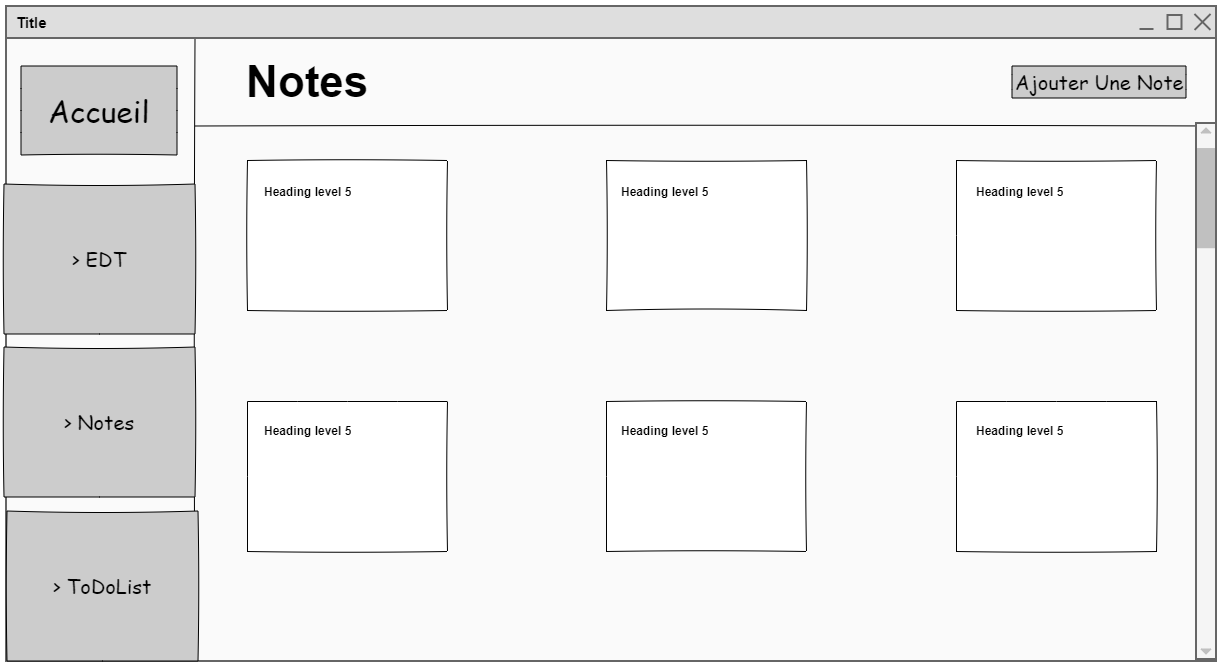 Title
Accueil
Notes
Ajouter Une Note
> EDT
> Notes
> ToDoList
Heading level 5
Heading level 5
Heading level 5
Heading level 5
Heading level 5
Heading level 5